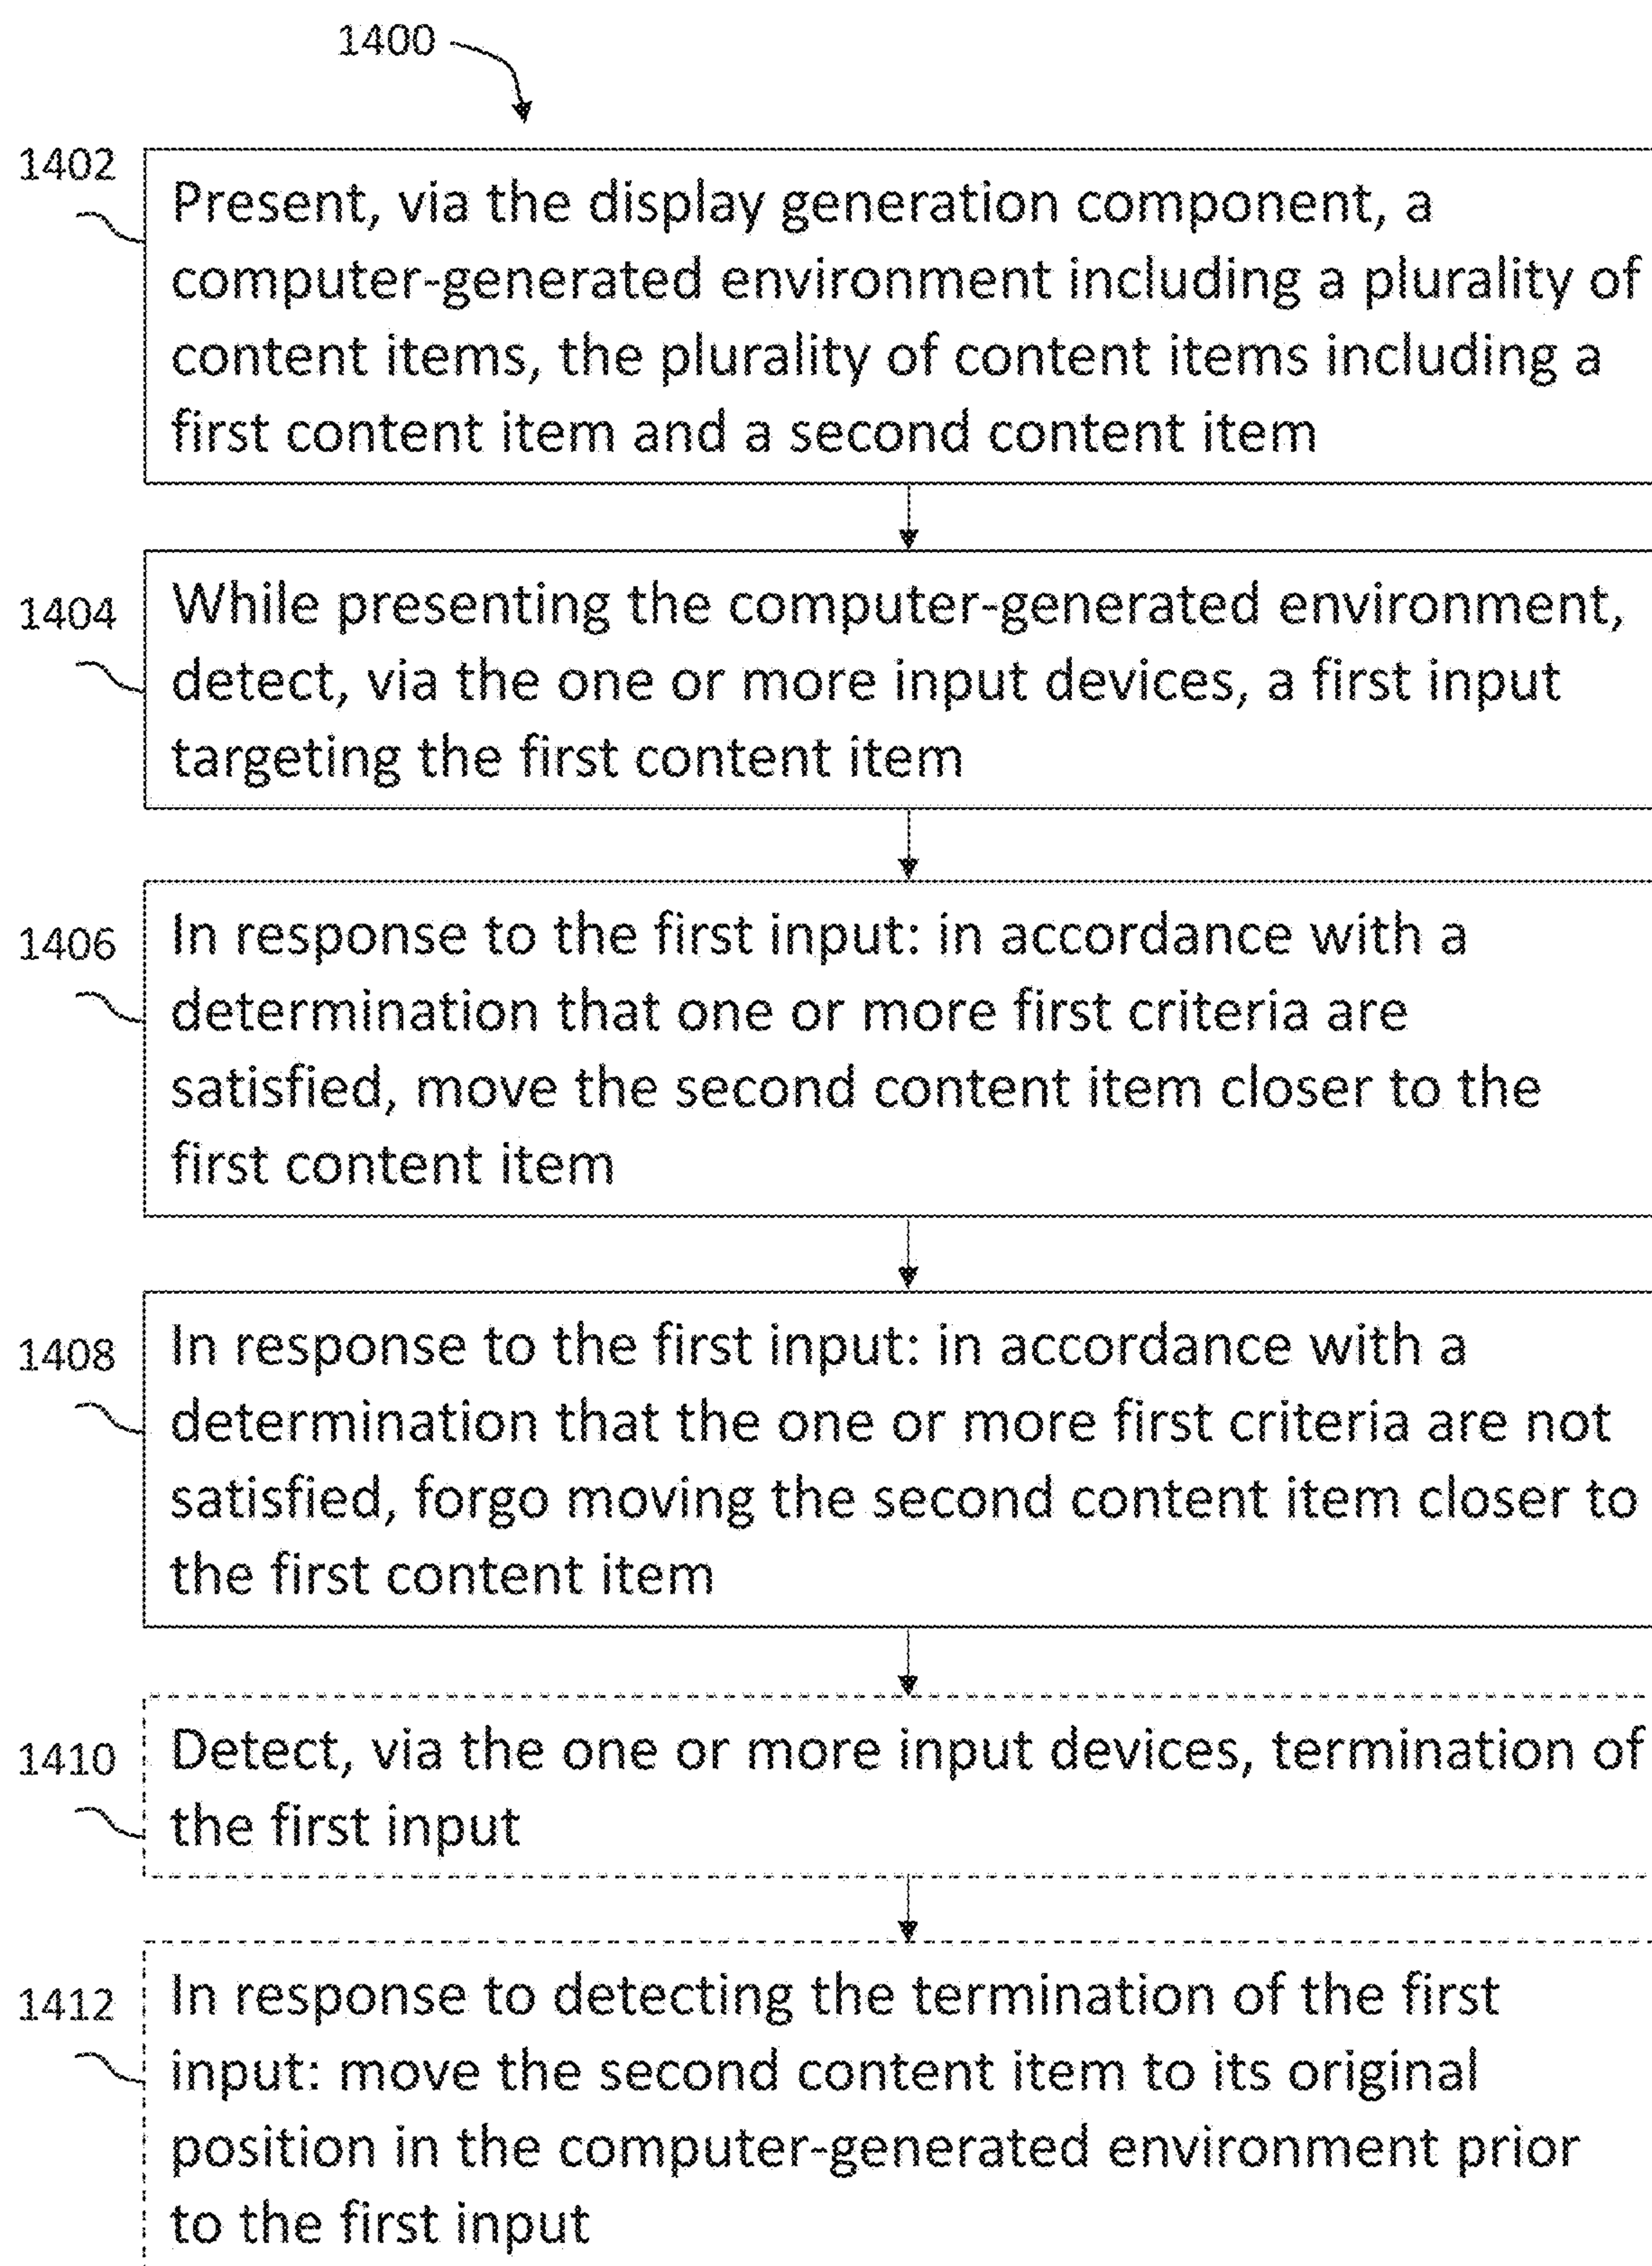 1400
1402
Present, via the display generation component, a
computer-generated environment including a plurality of
content items, the plurality of content items including a
first content item and a second content item
1404
While presenting the computer-generated environment,
detect, via the one or more input devices, a first input
targeting the first content item
1406
In response to the first input: in accordance with a
determination that one or more first criteria are
satisfied, move the second content item closer to the
first content item
1408
In response to the first input: in accordance with a
determination that the one or more first criteria are not
satisfied, forgo moving the second content item closer to
the first content item
1410
Detect, via the one or more input devices, termination of
the first input
1412
In response to detecting the termination of the first
input: move the second content item to its original
position in the computer-generated environment prior
to the first input